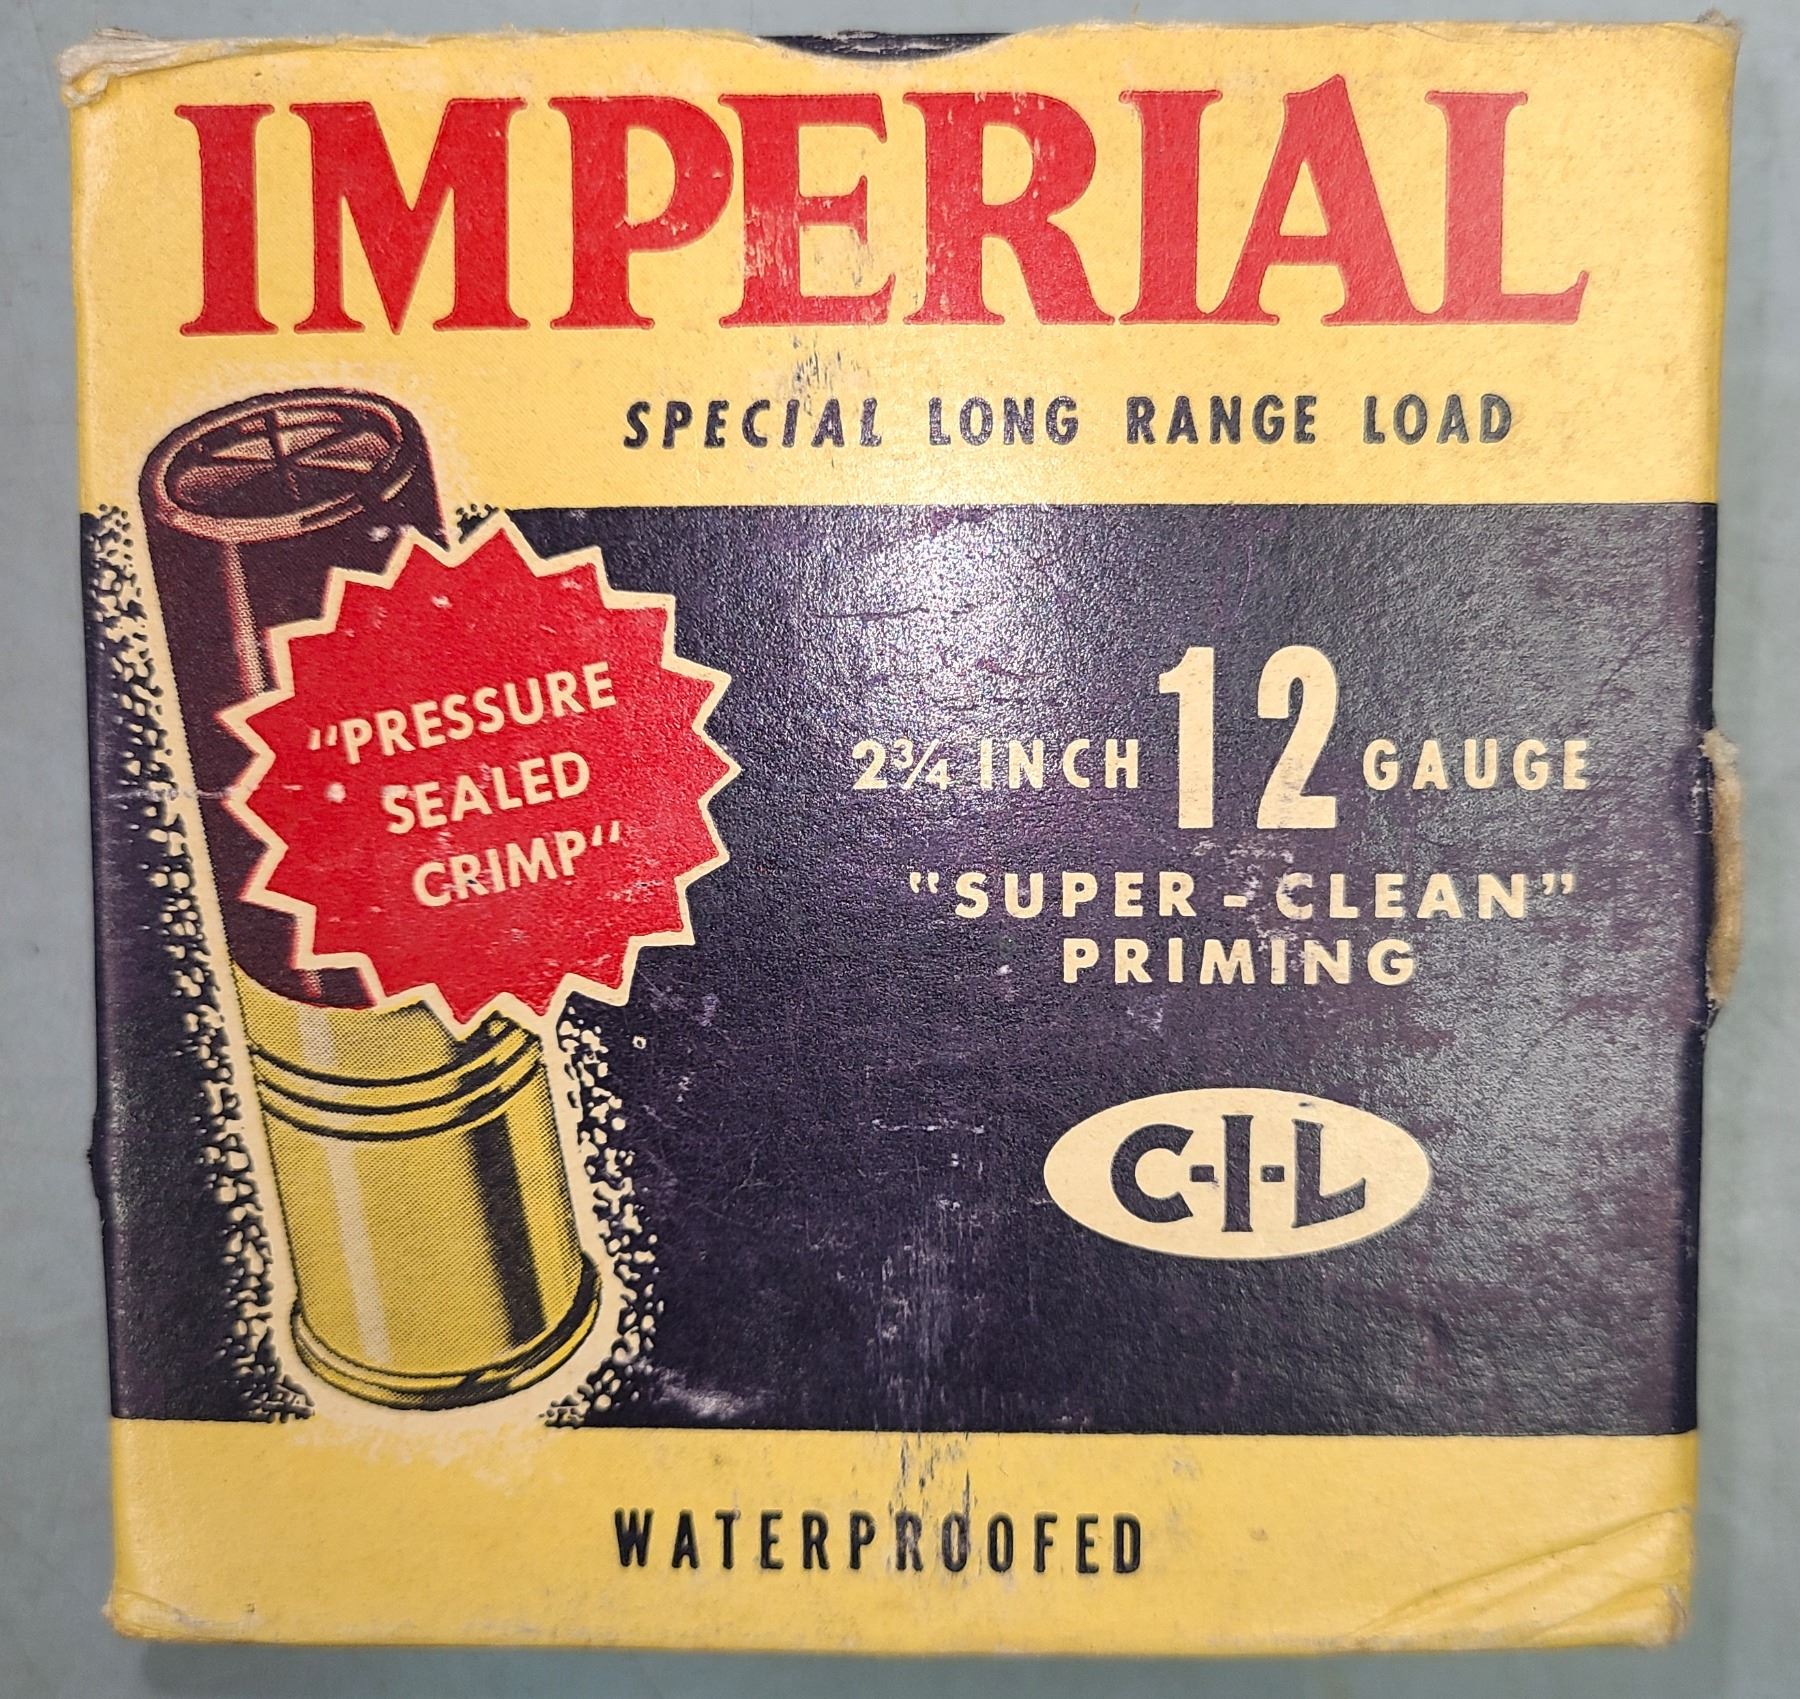 IMPERIAL
SPECIAL LONG RANGE LOAD
"PRESSURE
SEALED
CRIMP"
2¾ INCH 12 GAUGE
"SUPER-CLEAN"
PRIMING
C-I-L
WATERPROOFED